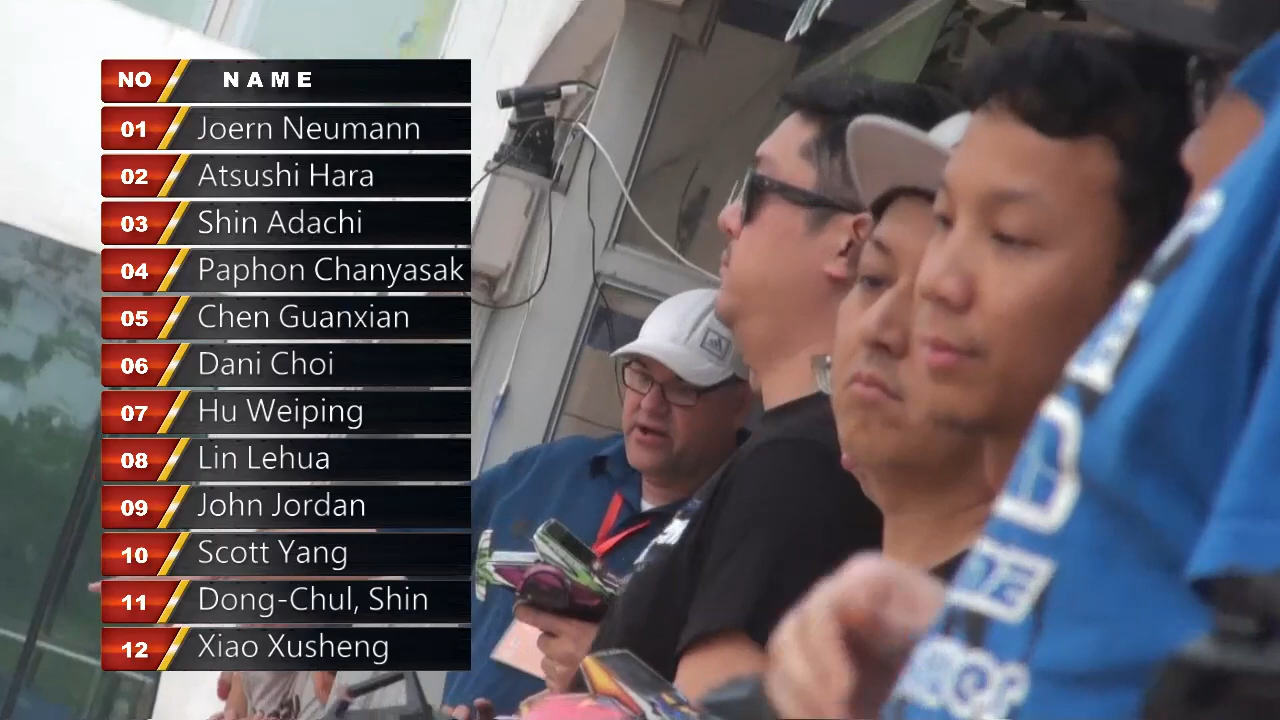 NO NAME
01 Joern Neumann
02 Atsushi Hara
03 Shin Adachi
04 Paphon Chanyasak
05 Chen Guanxian
06 Dani Choi
07 Hu Weiping
08 Lin Lehua
09 John Jordan
10 Scott Yang
11 Dong-Chul, Shin
12 Xiao Xusheng